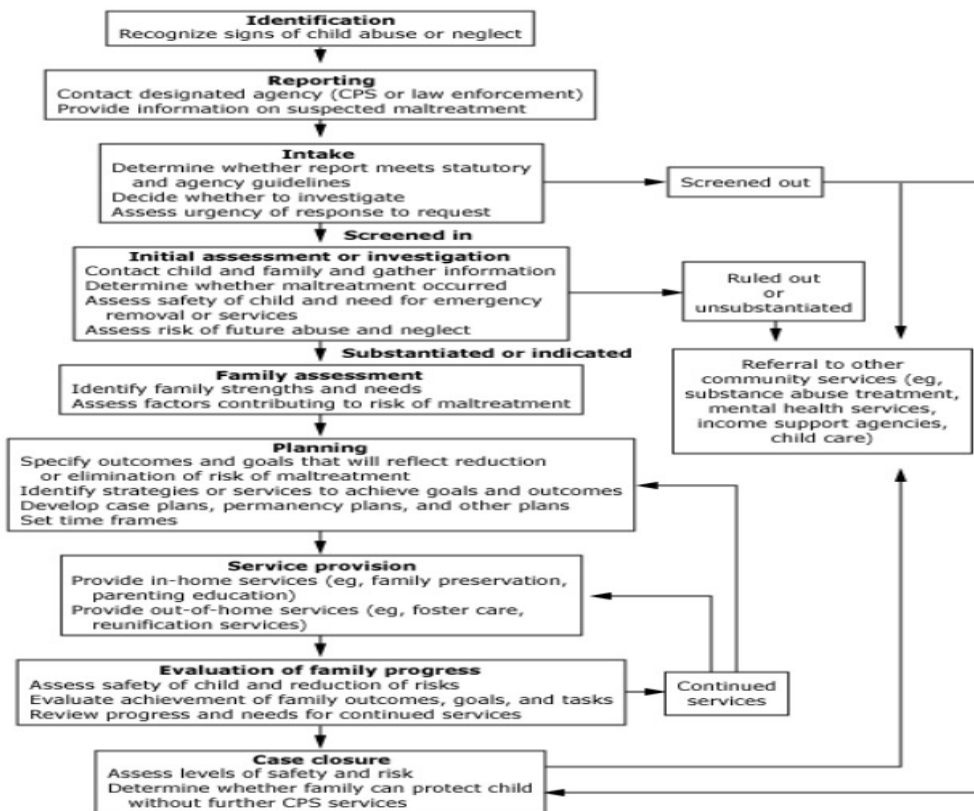 Identification
Recognize signs of child abuse or neglect
Reporting
Contact designated agency (CPS or law enforcement)
Provide information on suspected maltreatment
Intake
Determine whether report meets statutory
and agency guidelines
Decide whether to investigate
Assess urgency of response to request
Screened out
Screened in
Initial assessment or investigation
Contact child and family and gather information
Determine whether maltreatment occurred
Assess safety of child and need for emergency
removal or services
Assess risk of future abuse and neglect
Ruled out
or
unsubstantiated
Substantiated or indicated
Referral to other
community services (eg,
substance abuse treatment,
mental health services,
income support agencies,
child care)
Family assessment
Identify family strengths and needs
Assess factors contributing to risk of maltreatment
Planning
Specify outcomes and goals that will reflect reduction
or elimination of risk of maltreatment
Identify strategies or services to achieve goals and outcomes
Develop case plans, permanency plans, and other plans
Set time frames
Service provision
Provide in-home services (eg, family preservation,
parenting education)
Provide out-of-home services (eg, foster care,
reunification services)
Evaluation of family progress
Assess safety of child and reduction of risks
Evaluate achievement of family outcomes, goals, and tasks
Review progress and needs for continued services
Continued
services
Case closure
Assess levels of safety and risk
Determine whether family can protect child
without further CPS services